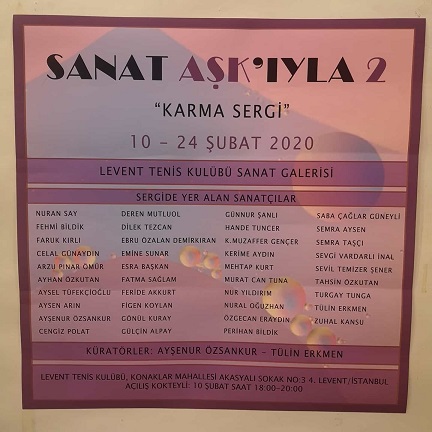 SANAT AŞK'IYLA 2
"KARMA SERGİ"
10 - 24 ŞUBAT 2020
LEVENT TENİS KULÜBÜ SANAT GALERİSİ
SERGİDE YER ALAN SANATÇILAR
NURAN SAY
FEHMİ BİLDİK
FARUK KIRLI
CELAL GÜNAYDIN
ARZU PINAR ÖMÜR
AYHAN ÖZKUTAN
AYSEL TÜFEKÇİOĞLU
AYSEN ARIN
AYŞENUR ÖZSANKUR
CENGİZ POLAT
DEREN MUTLUOL
DİLEK TEZCAN
EBRU ÖZALAN DEMİRKIRAN
EMİNE SUNAR
ESRA BAŞKAN
FATMA SAĞLAM
FERİDE AKKURT
FİGEN KOYLAN
GÖNÜL KURAY
GÜLÇİN ALPAY
GÜNNUR ŞANLI
HANDE TUNCER
K.MUZAFFER GENÇER
KERİME AYDIN
MEHTAP KURT
MURAT CAN TUNA
NUR YILDIRIM
NURAL OĞUZHAN
ÖZGECAN ERAYDIN
PERİHAN BİLDİK
SABA ÇAĞLAR GÜNEYLİ
SEMRA AYSEN
SEMRA TAŞÇI
SEVGİ VARDARLI İNAL
SEVİL TEMİZER ŞENER
TAHSİN ÖZKUTAN
TURGAY TUNGA
TÜLİN ERKMEN
ZUHAL KANSU
KÜRATÖRLER: AYŞENUR ÖZSANKUR - TÜLİN ERKMEN
LEVENT TENİS KULÜBÜ, KONAKLAR MAHALLESİ AKASYALI SOKAK NO:3 4. LEVENT/İSTANBUL
AÇILIŞ KOKTEYLİ: 10 ŞUBAT SAAT 18:00-20:00